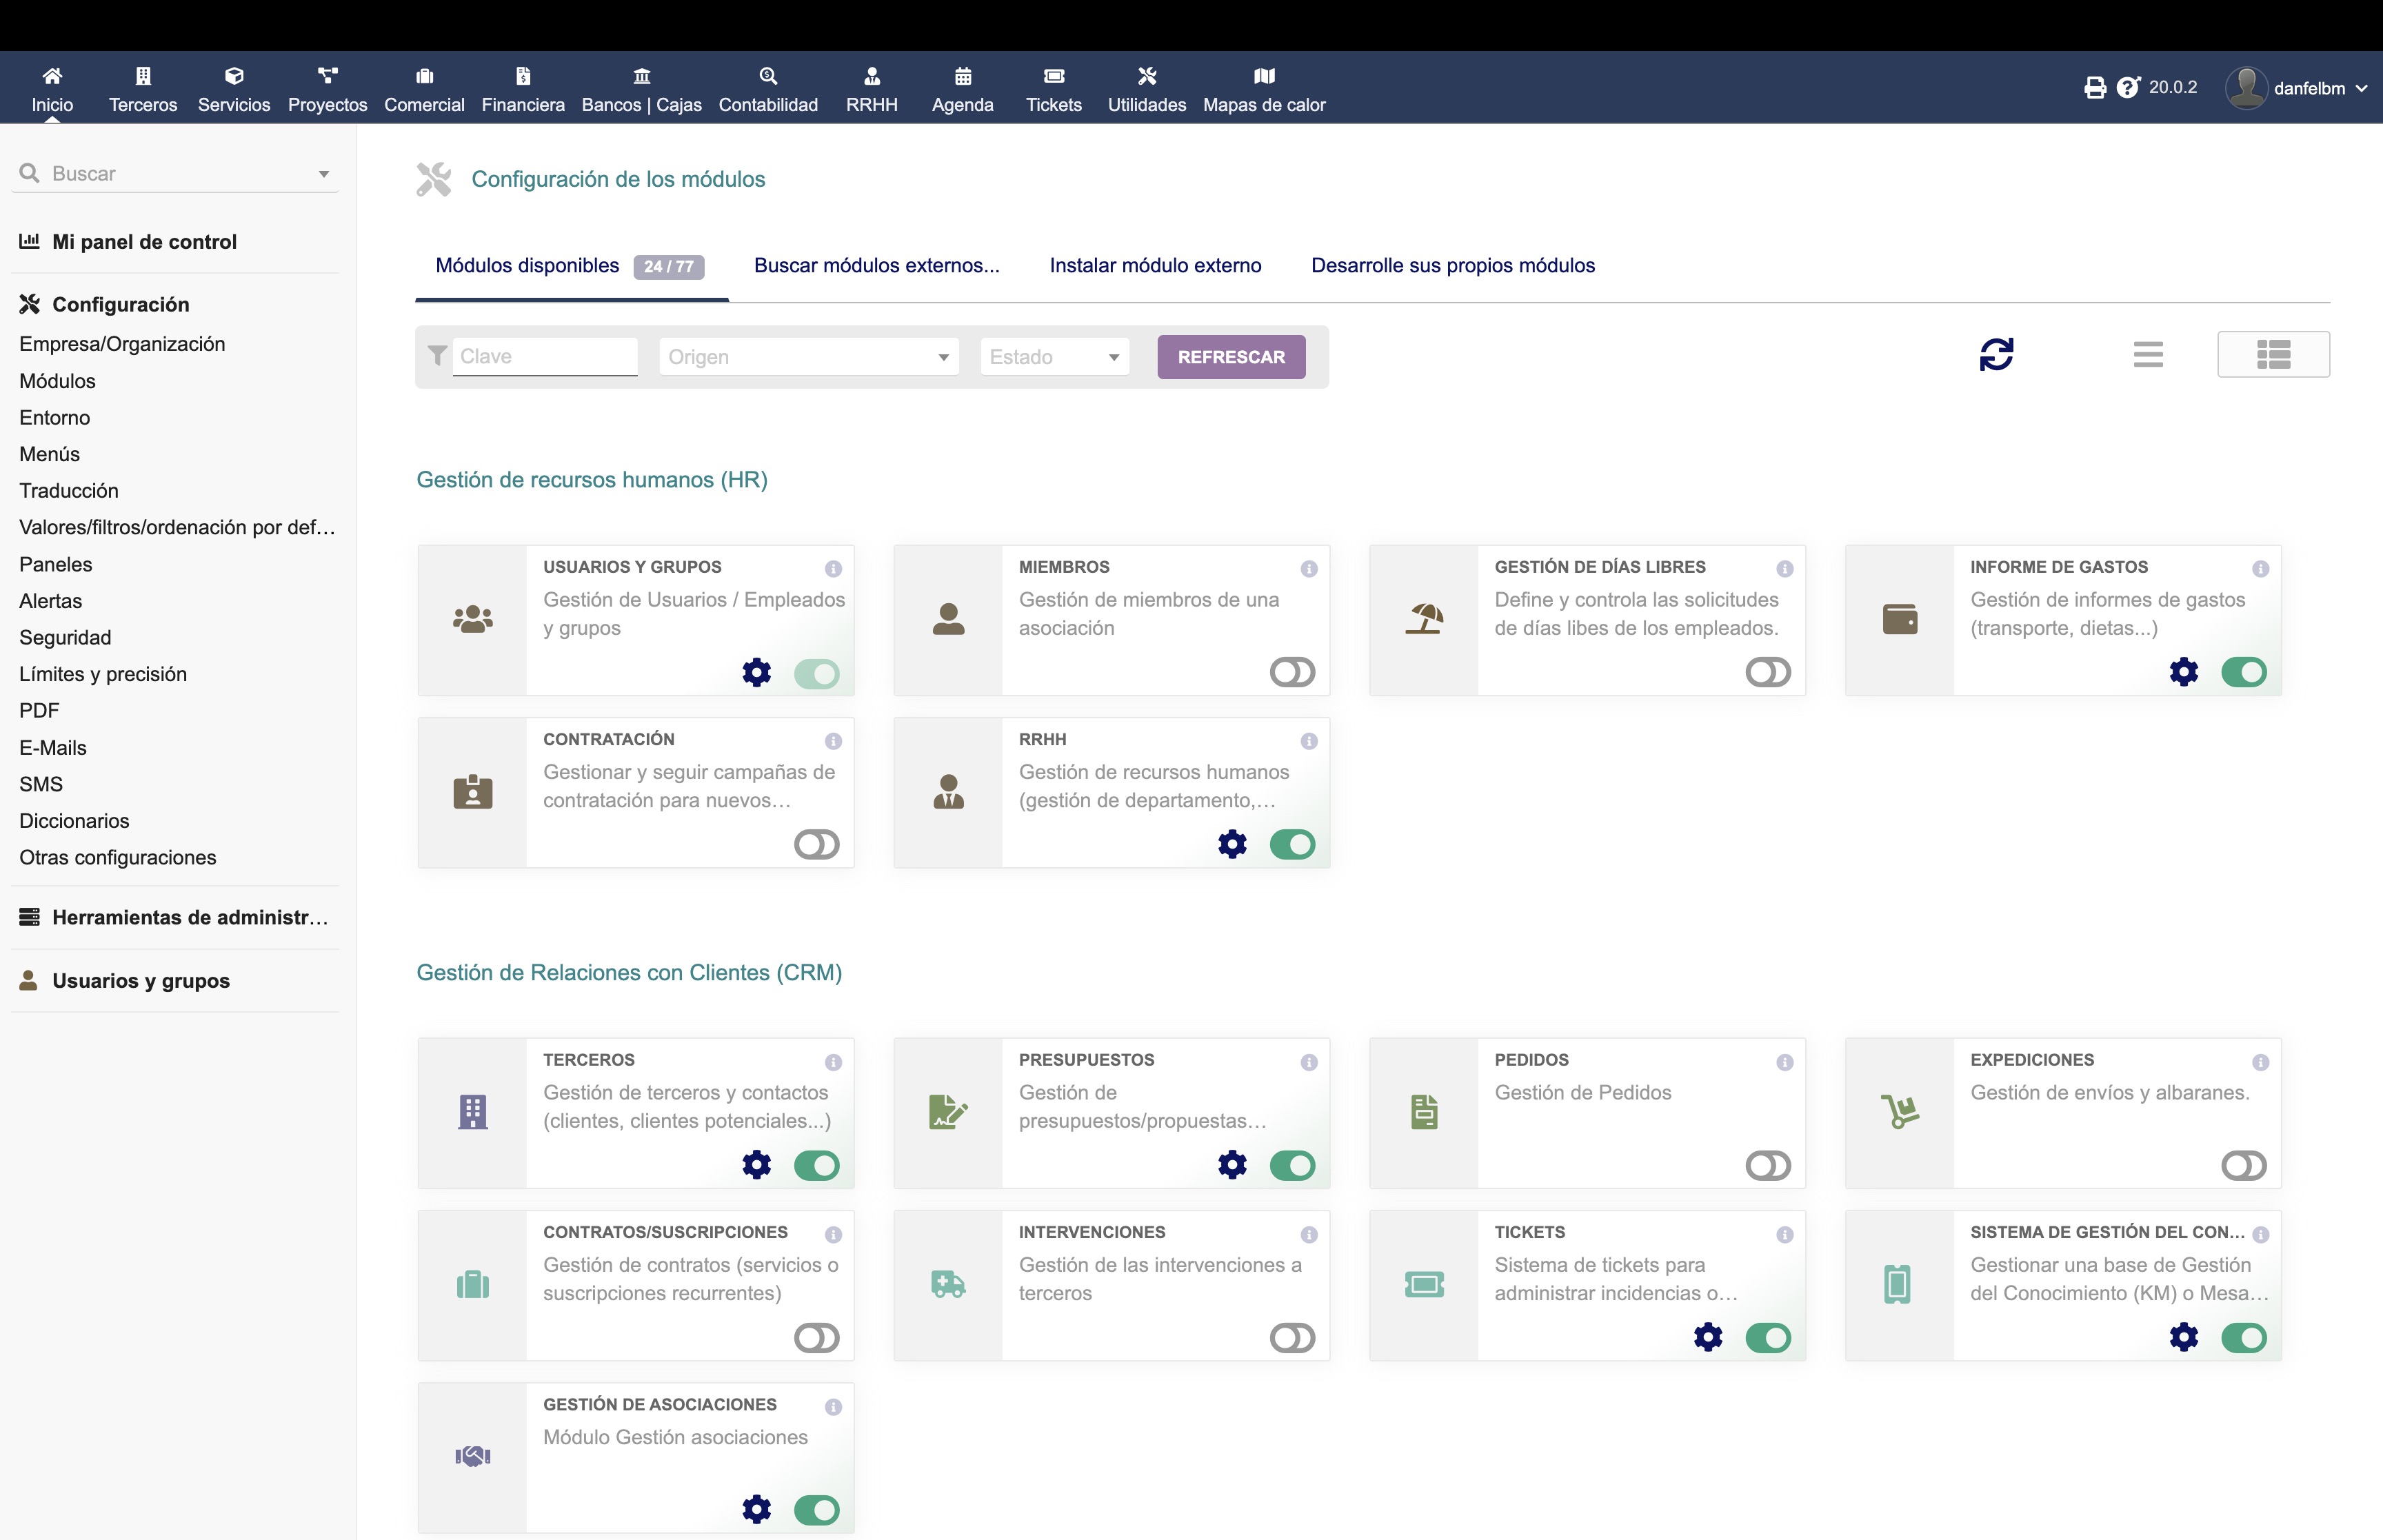 Inicio
Terceros
Servicios
Proyectos
Comercial
Financiera
Bancos | Cajas
Contabilidad
RRHH
Agenda
Tickets
Utilidades
Mapas de calor
20.0.2
danfelbm
Buscar
Mi panel de control
Configuración
Empresa/Organización
Módulos
Entorno
Menús
Traducción
Valores/filtros/ordenación por def...
Paneles
Alertas
Seguridad
Límites y precisión
PDF
E-Mails
SMS
Diccionarios
Otras configuraciones
Herramientas de administr...
Usuarios y grupos
Configuración de los módulos
Módulos disponibles 24 / 77
Buscar módulos externos...
Instalar módulo externo
Desarrolle sus propios módulos
Clave
Origen
Estado
REFRESCAR
Gestión de recursos humanos (HR)
USUARIOS Y GRUPOS
Gestión de Usuarios / Empleados
y grupos
MIEMBROS
Gestión de miembros de una
asociación
GESTIÓN DE DÍAS LIBRES
Define y controla las solicitudes
de días libes de los empleados.
INFORME DE GASTOS
Gestión de informes de gastos
(transporte, dietas...)
CONTRATACIÓN
Gestionar y seguir campañas de
contratación para nuevos...
RRHH
Gestión de recursos humanos
(gestión de departamento,...
Gestión de Relaciones con Clientes (CRM)
TERCEROS
Gestión de terceros y contactos
(clientes, clientes potenciales...)
PRESUPUESTOS
Gestión de
presupuestos/propuestas...
PEDIDOS
Gestión de Pedidos
EXPEDICIONES
Gestión de envíos y albaranes.
CONTRATOS/SUSCRIPCIONES
Gestión de contratos (servicios o
suscripciones recurrentes)
INTERVENCIONES
Gestión de las intervenciones a
terceros
TICKETS
Sistema de tickets para
administrar incidencias o...
SISTEMA DE GESTIÓN DEL CON...
Gestionar una base de Gestión
del Conocimiento (KM) o Mesa...
GESTIÓN DE ASOCIACIONES
Módulo Gestión asociaciones